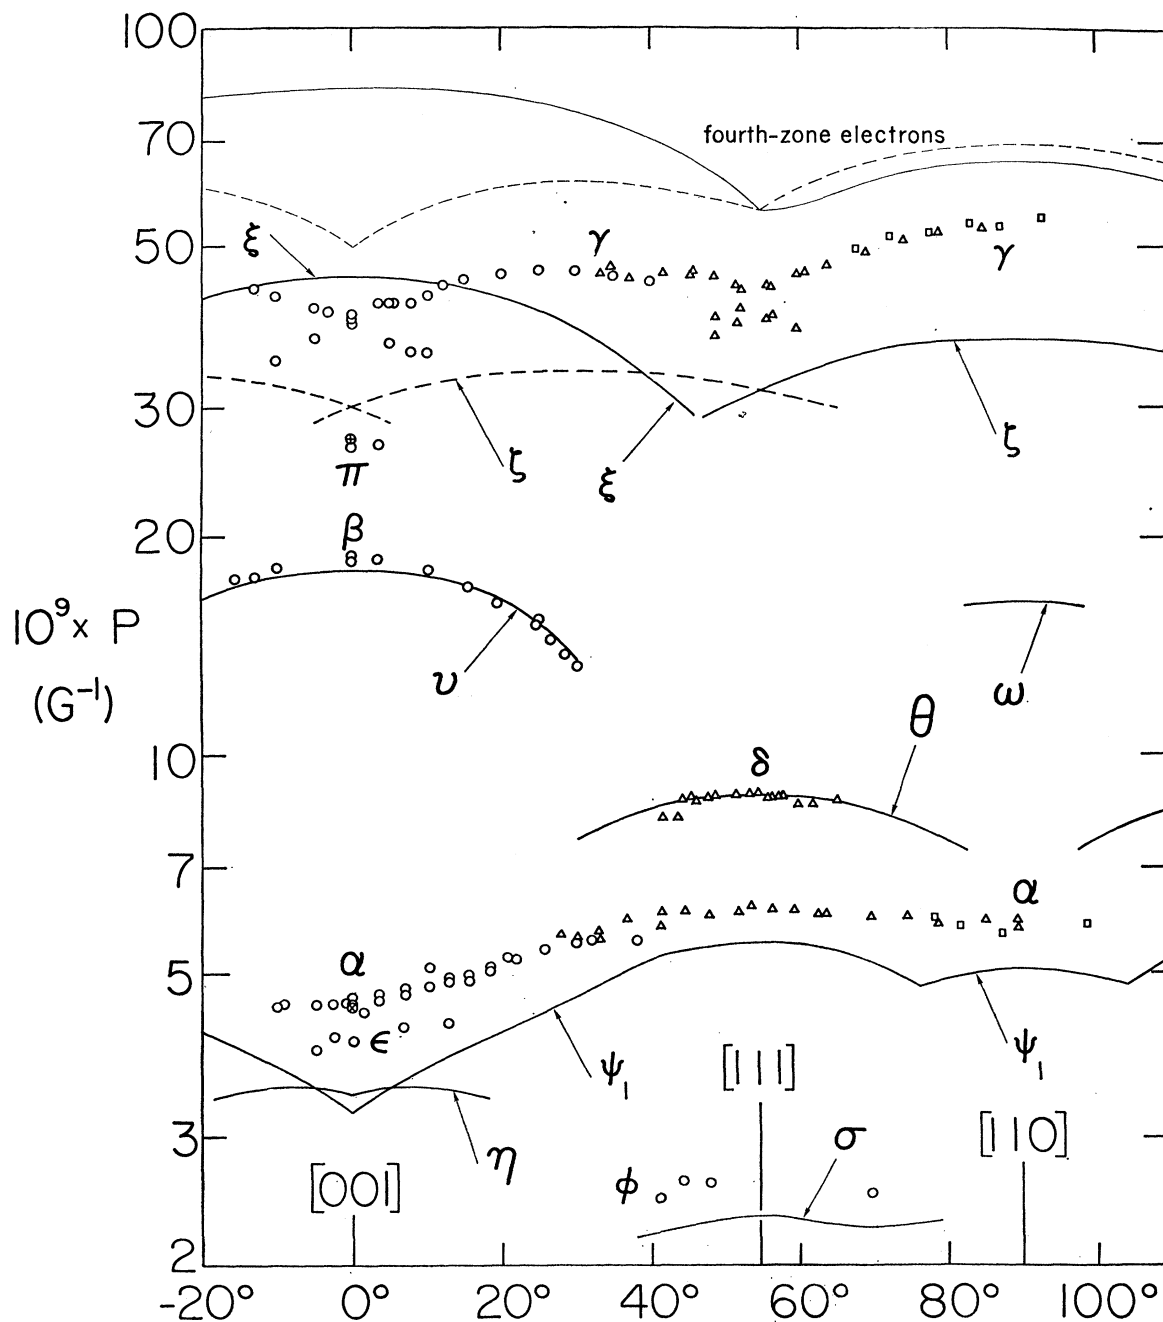 100
70
fourth-zone electrons
ξ
γ
50
γ
30
ζ
ζ
ξ
π
β
20
10⁹ x P
(G⁻¹)
υ
ω
θ
10
δ
7
α
α
5
ϵ
ψ₁
ψ₁
[111]
[110]
3
η
σ
[001]
ϕ
2
-20° 0° 20° 40° 60° 80° 100°